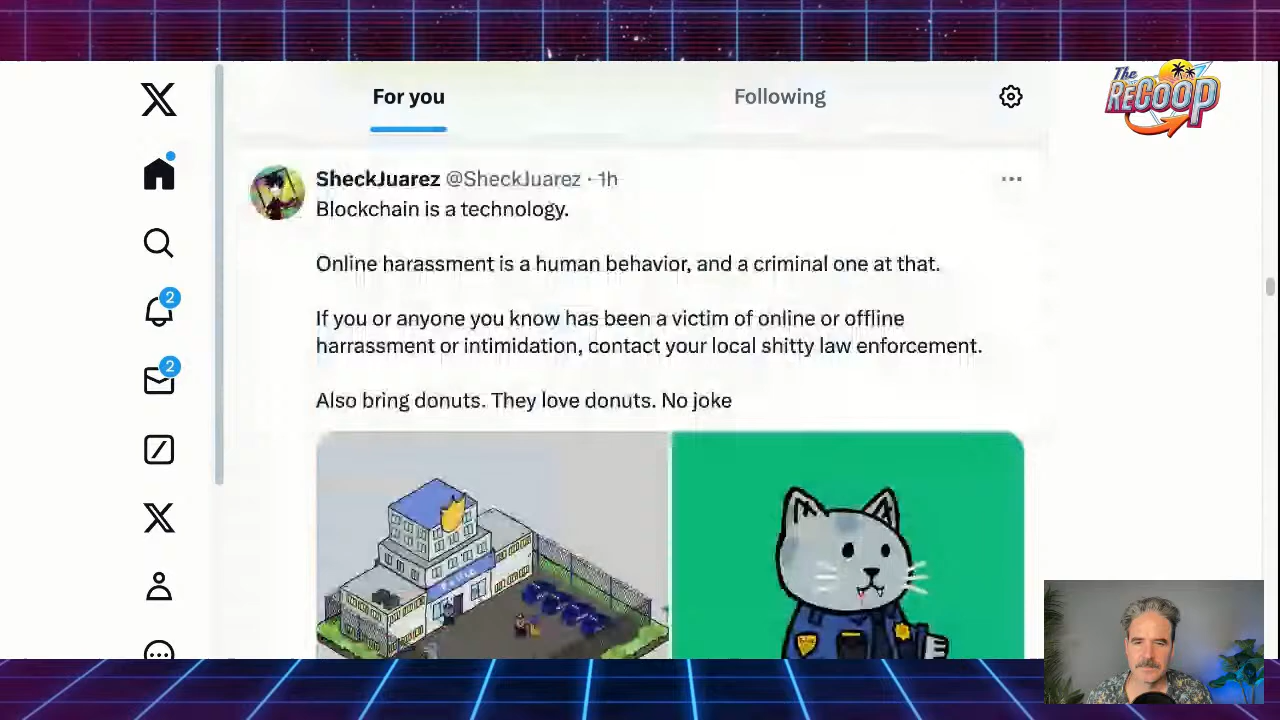 The
RECOOP
For you
Following
SheckJuarez @SheckJuarez · 1h
Blockchain is a technology.
Online harassment is a human behavior, and a criminal one at that.
If you or anyone you know has been a victim of online or offline
harrassment or intimidation, contact your local shitty law enforcement.
Also bring donuts. They love donuts. No joke
2
2
POLICE